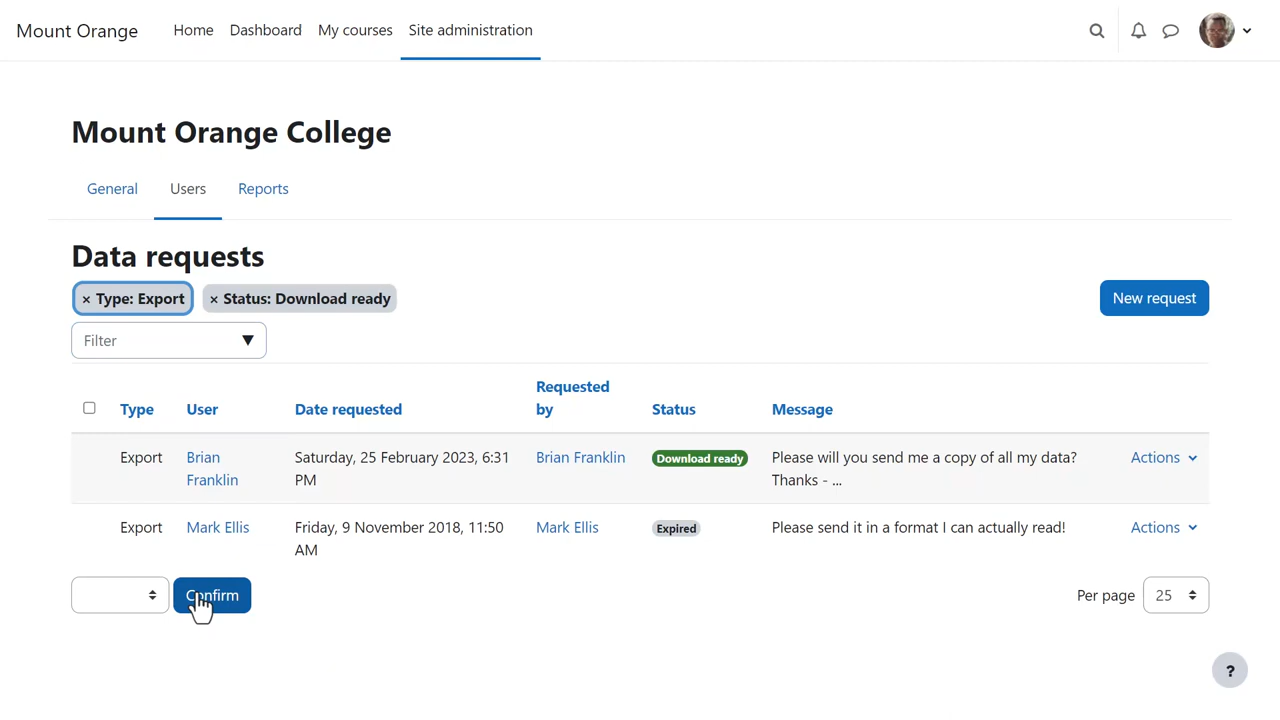 Mount Orange Home Dashboard My courses Site administration
Mount Orange College
General Users Reports
Data requests
× Type: Export × Status: Download ready New request
Filter ▼
Requested
Type User Date requested by Status Message
Export Brian Saturday, 25 February 2023, 6:31 Brian Franklin Download ready Please will you send me a copy of all my data? Actions
Franklin PM Thanks - ...
Export Mark Ellis Friday, 9 November 2018, 11:50 Mark Ellis Expired Please send it in a format I can actually read! Actions
AM
Confirm Per page 25
?